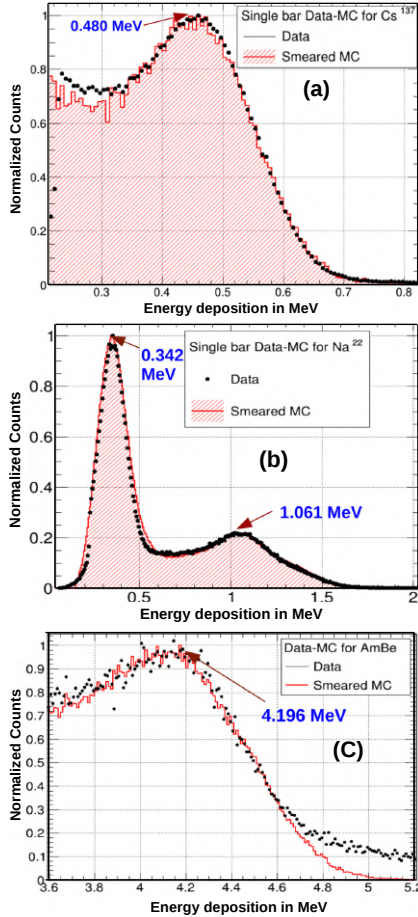 1
0.8
0.6
0.4
0.2
0
Normalized Counts
0.480 MeV
Single bar Data-MC for Cs 137
Data
Smeared MC
(a)
0.3 0.4 0.5 0.6 0.7 0.8
Energy deposition in MeV
1
0.8
0.6
0.4
0.2
0
Normalized Counts
0.342
MeV
Single bar Data-MC for Na 22
Data
Smeared MC
(b)
1.061 MeV
0.5 1 1.5 2
Energy deposition in MeV
1
0.9
0.8
0.7
0.6
0.5
0.4
0.3
0.2
0.1
0
Normalized Counts
Data-MC for AmBe
Data
Smeared MC
4.196 MeV
(C)
3.6 3.8 4 4.2 4.4 4.6 4.8 5 5.2
Energy deposition in MeV